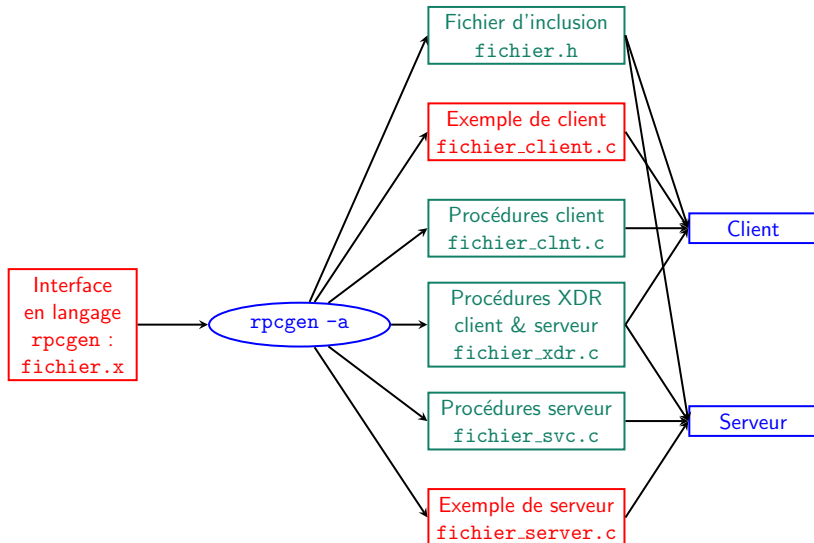 Fichier d'inclusion
fichier.h
Exemple de client
fichier_client.c
Procédures client
fichier_clnt.c
Client
Interface
en langage
rpcgen :
fichier.x
rpcgen -a
Procédures XDR
client & serveur
fichier_xdr.c
Procédures serveur
fichier_svc.c
Serveur
Exemple de serveur
fichier_server.c